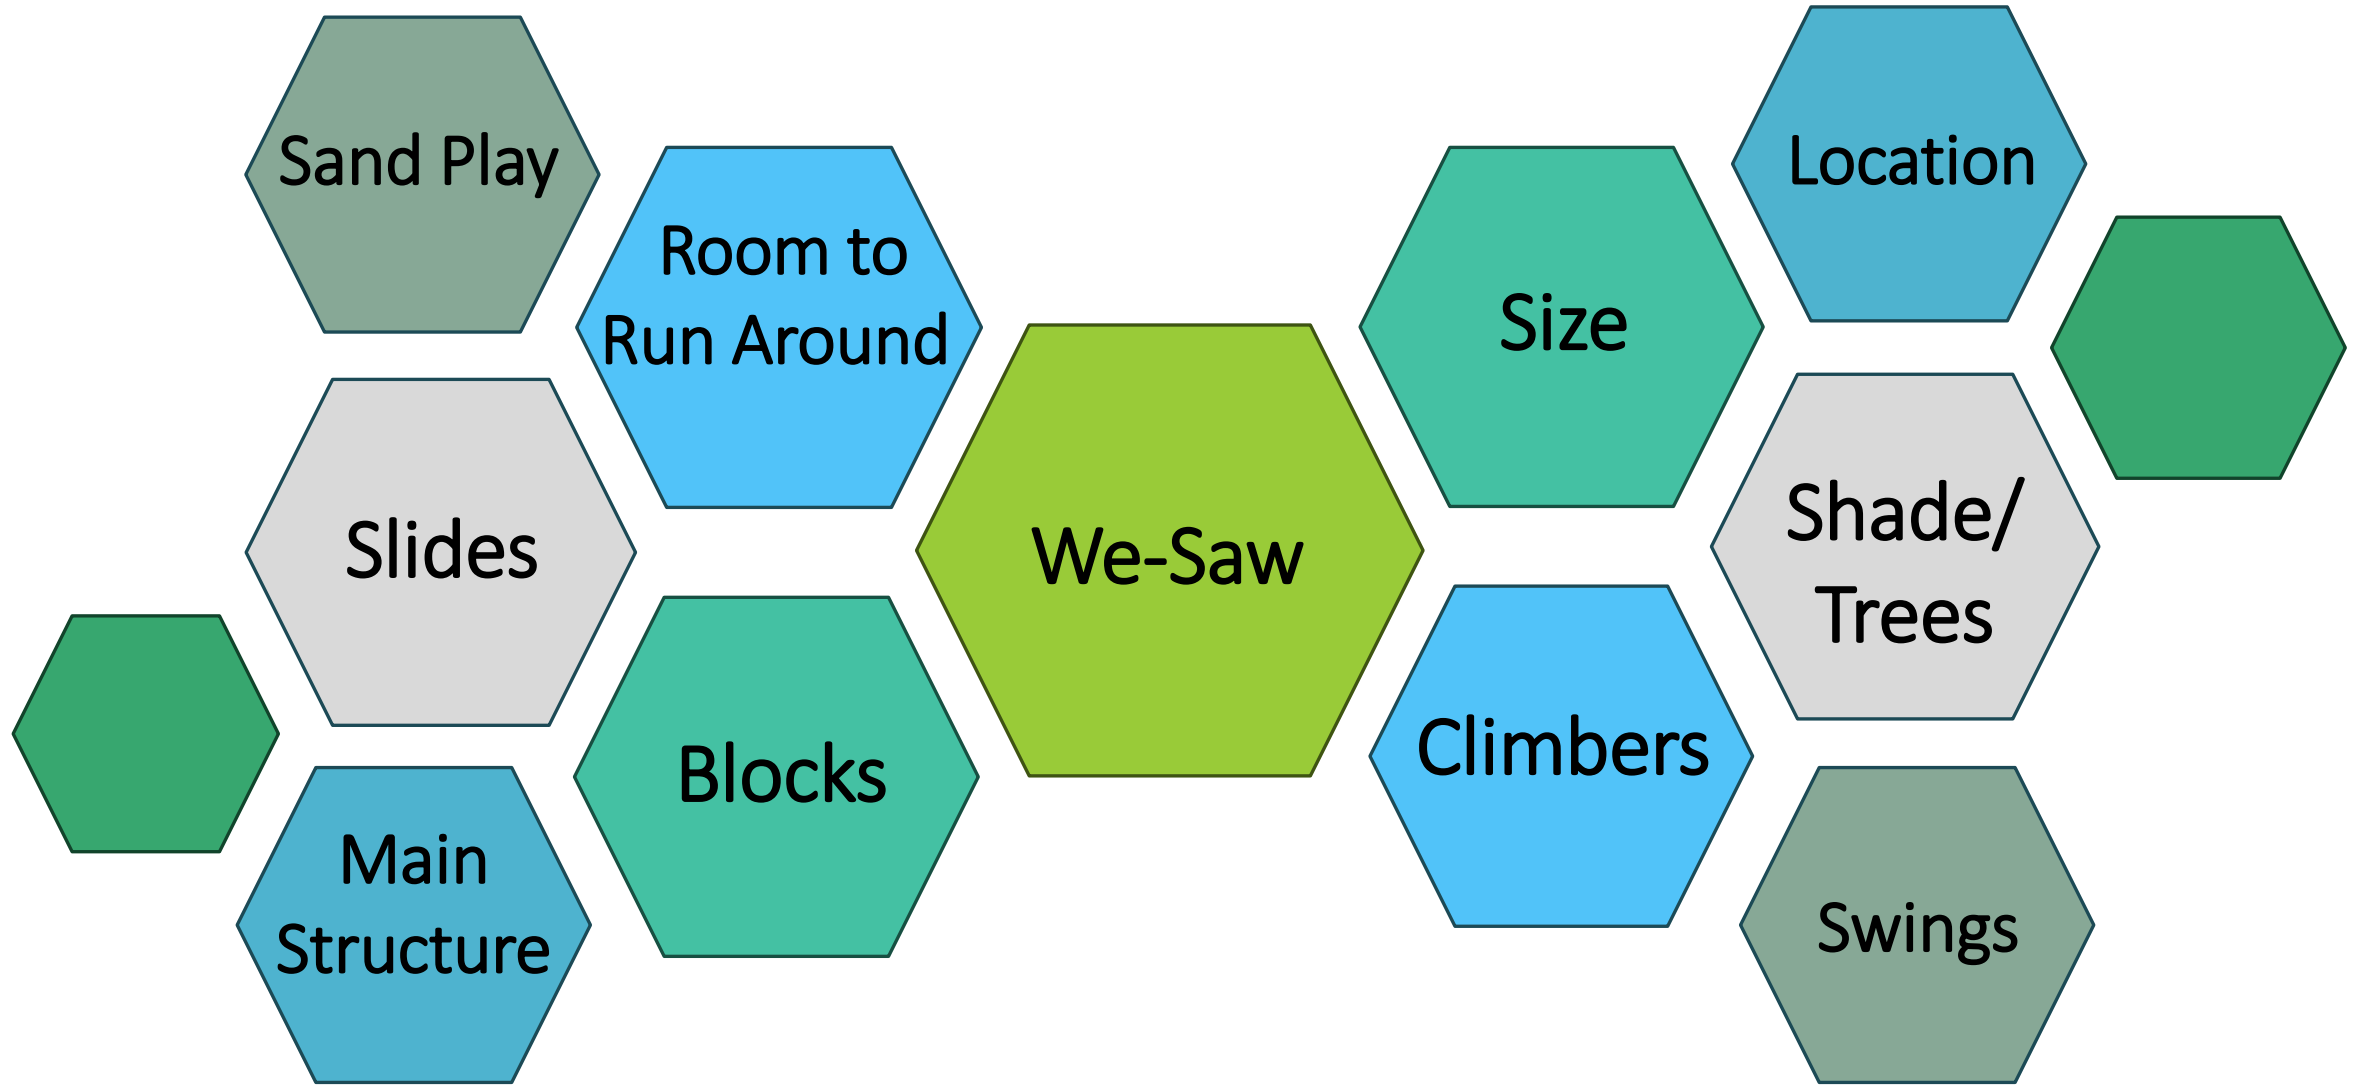 Sand Play
Room to
Run Around
Slides
Blocks
Main
Structure
We-Saw
Size
Location
Shade/
Trees
Climbers
Swings